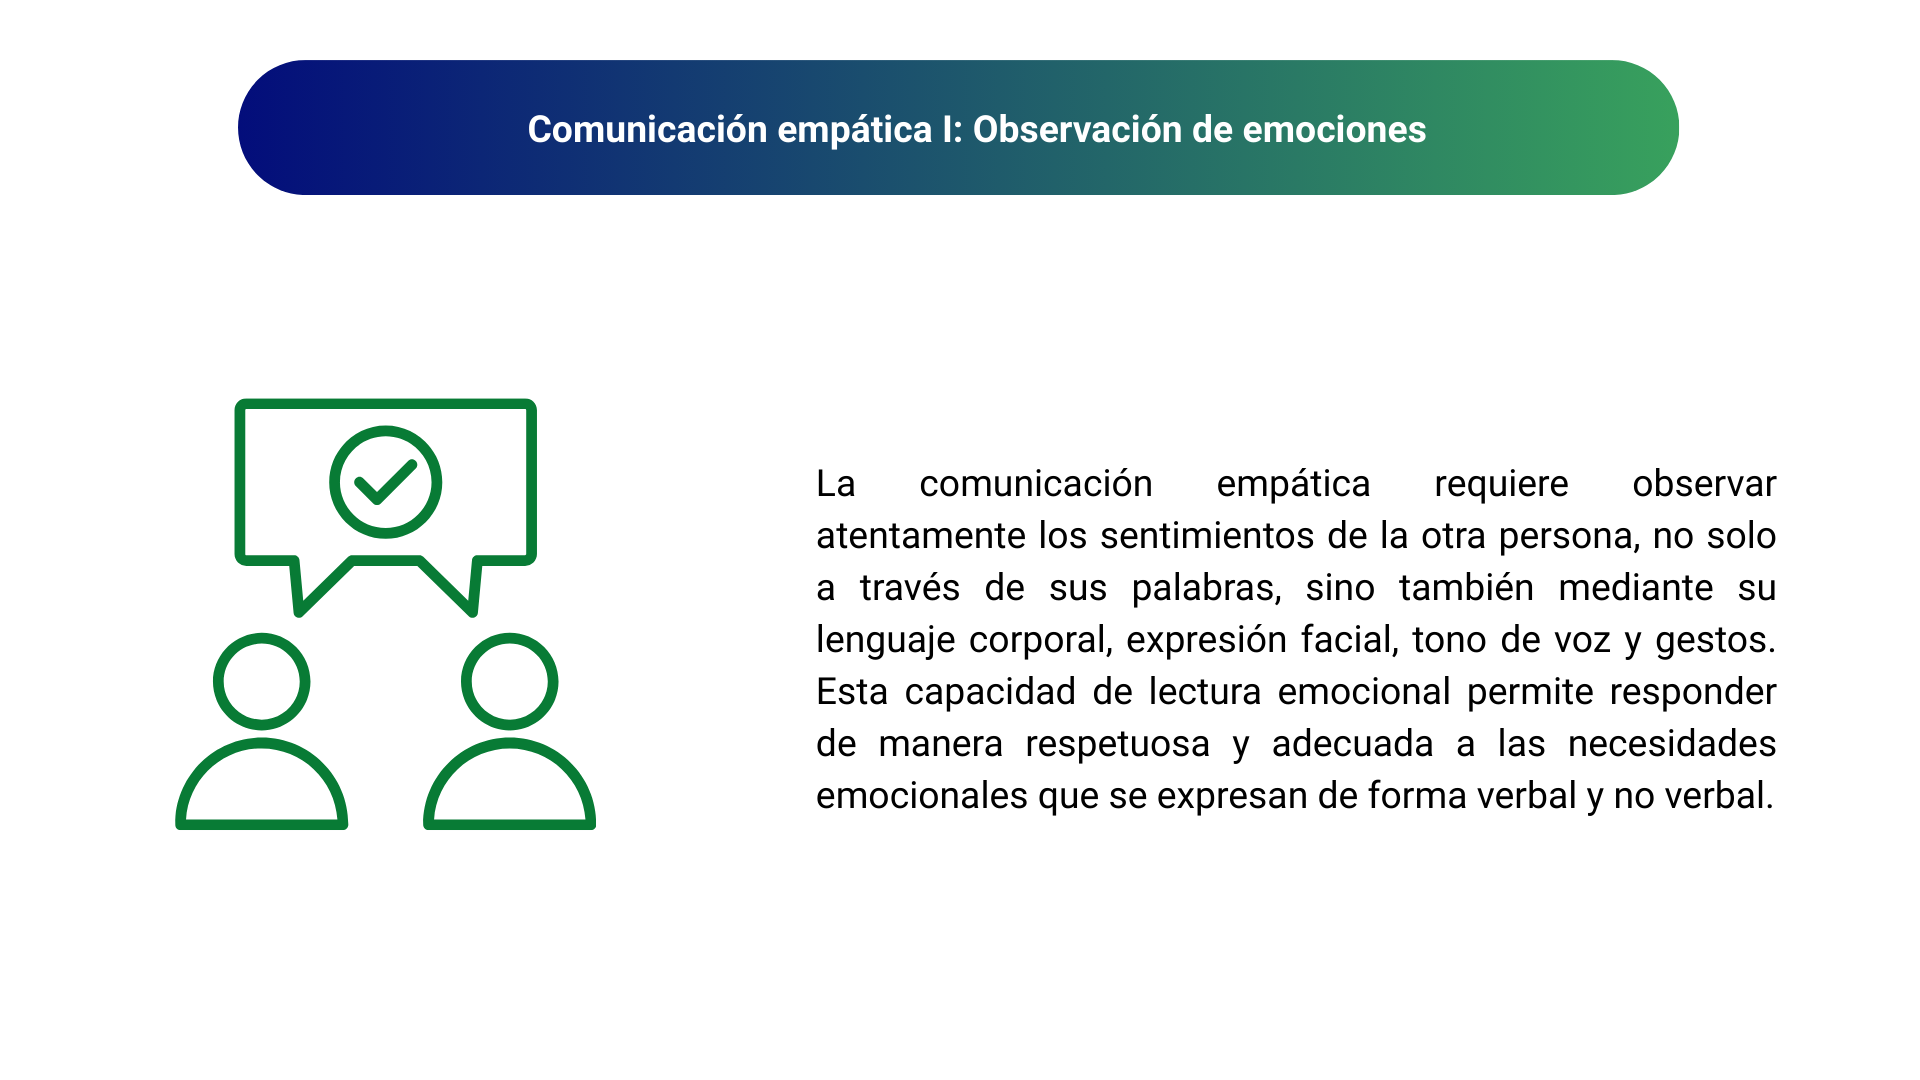 Comunicación empática I: Observación de emociones
La comunicación empática requiere observar
atentamente los sentimientos de la otra persona, no solo
a través de sus palabras, sino también mediante su
lenguaje corporal, expresión facial, tono de voz y gestos.
Esta capacidad de lectura emocional permite responder
de manera respetuosa y adecuada a las necesidades
emocionales que se expresan de forma verbal y no verbal.